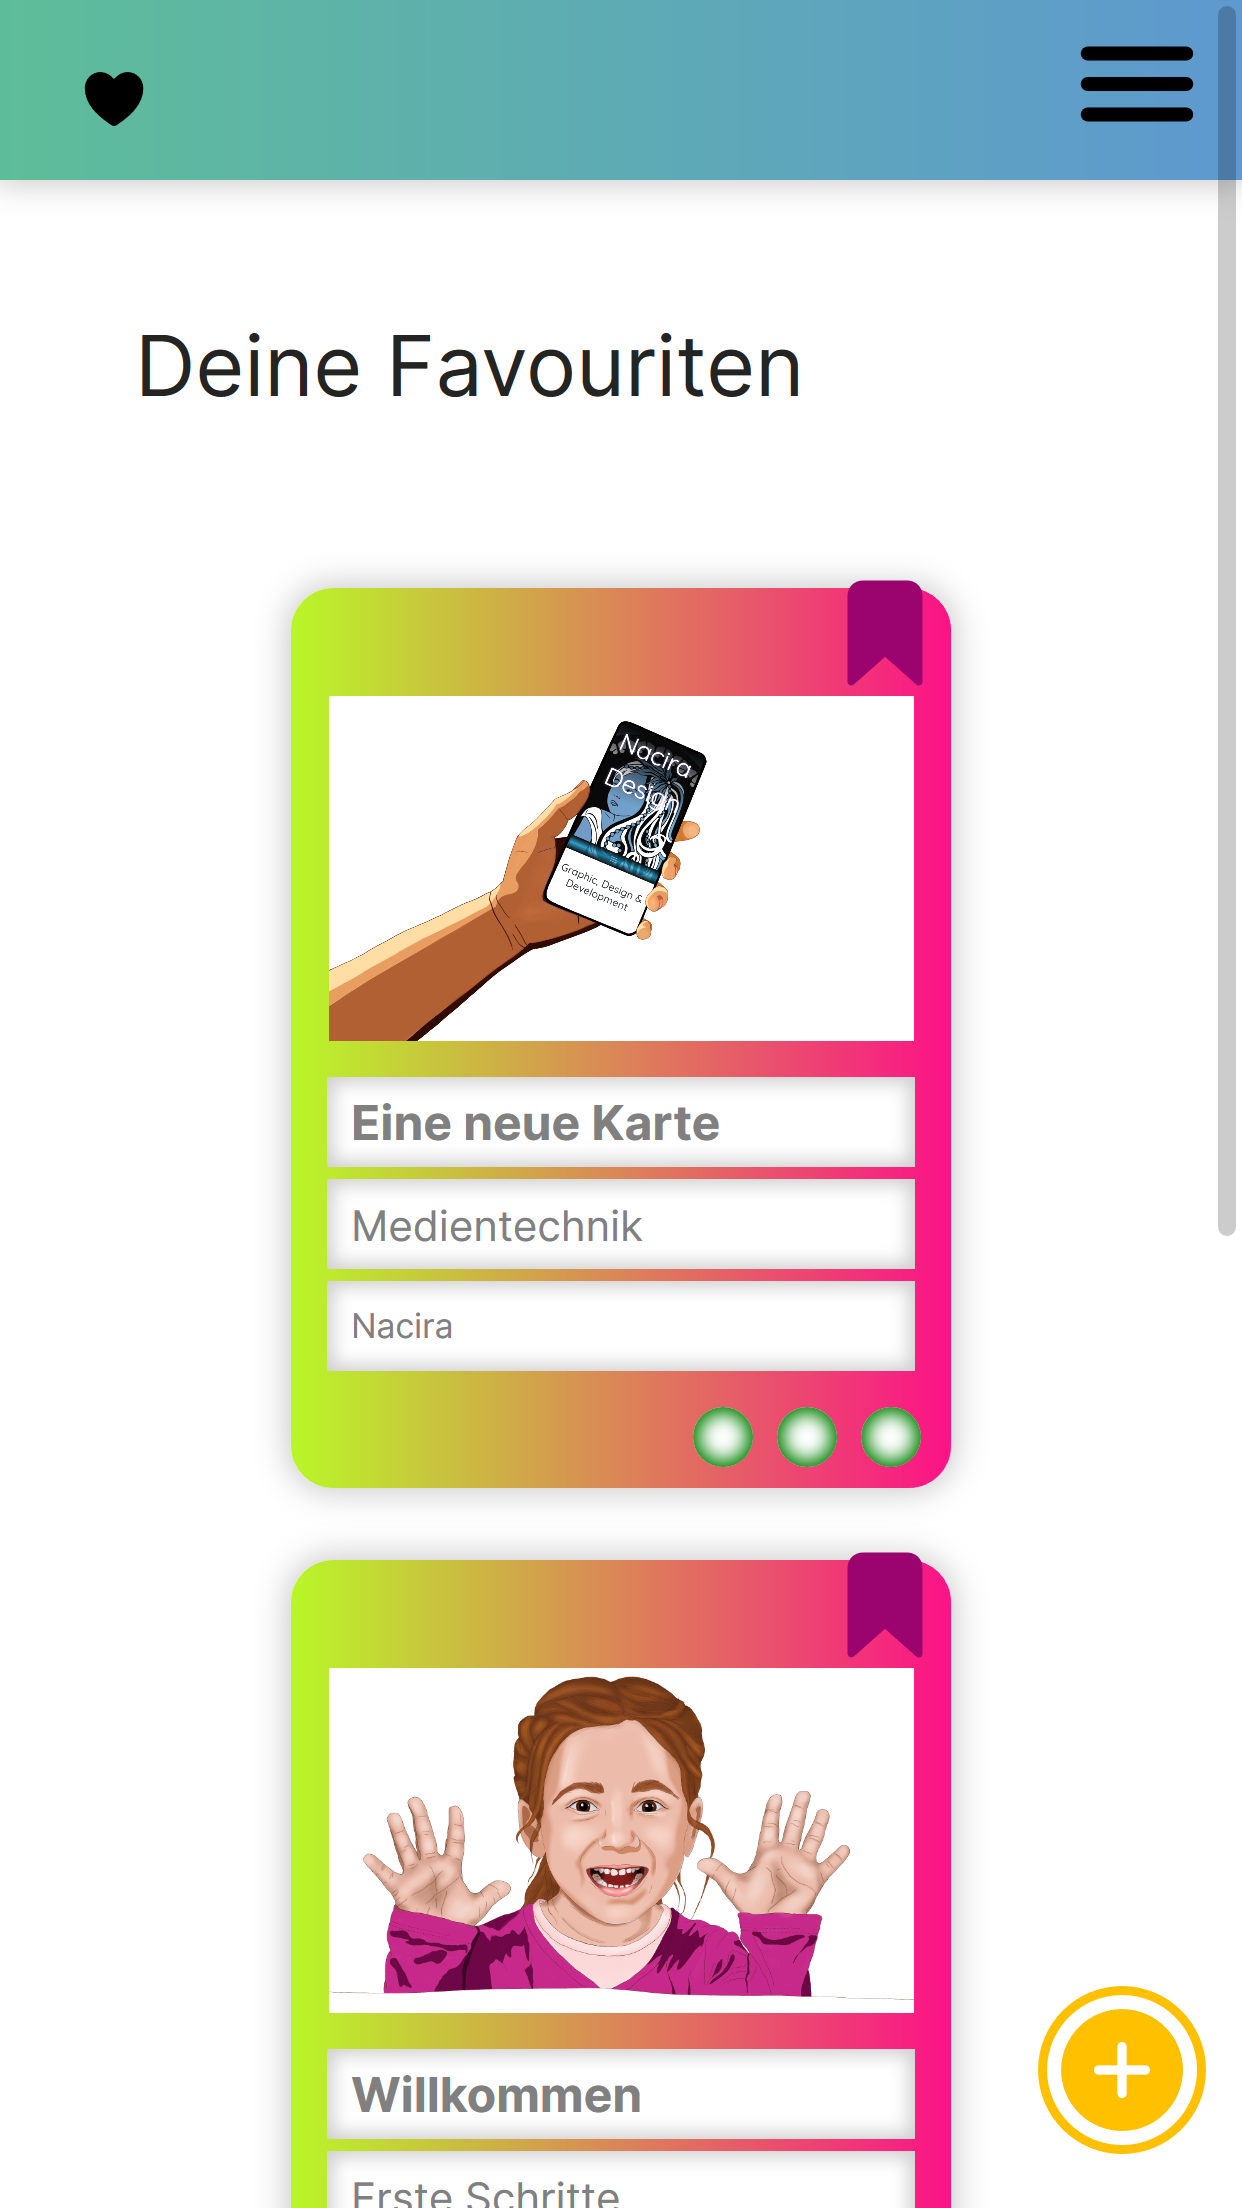 Deine Favouriten
Nacira
Design
Graphic, Design &
Development
Eine neue Karte
Medientechnik
Nacira
Willkommen
Erste Schritte